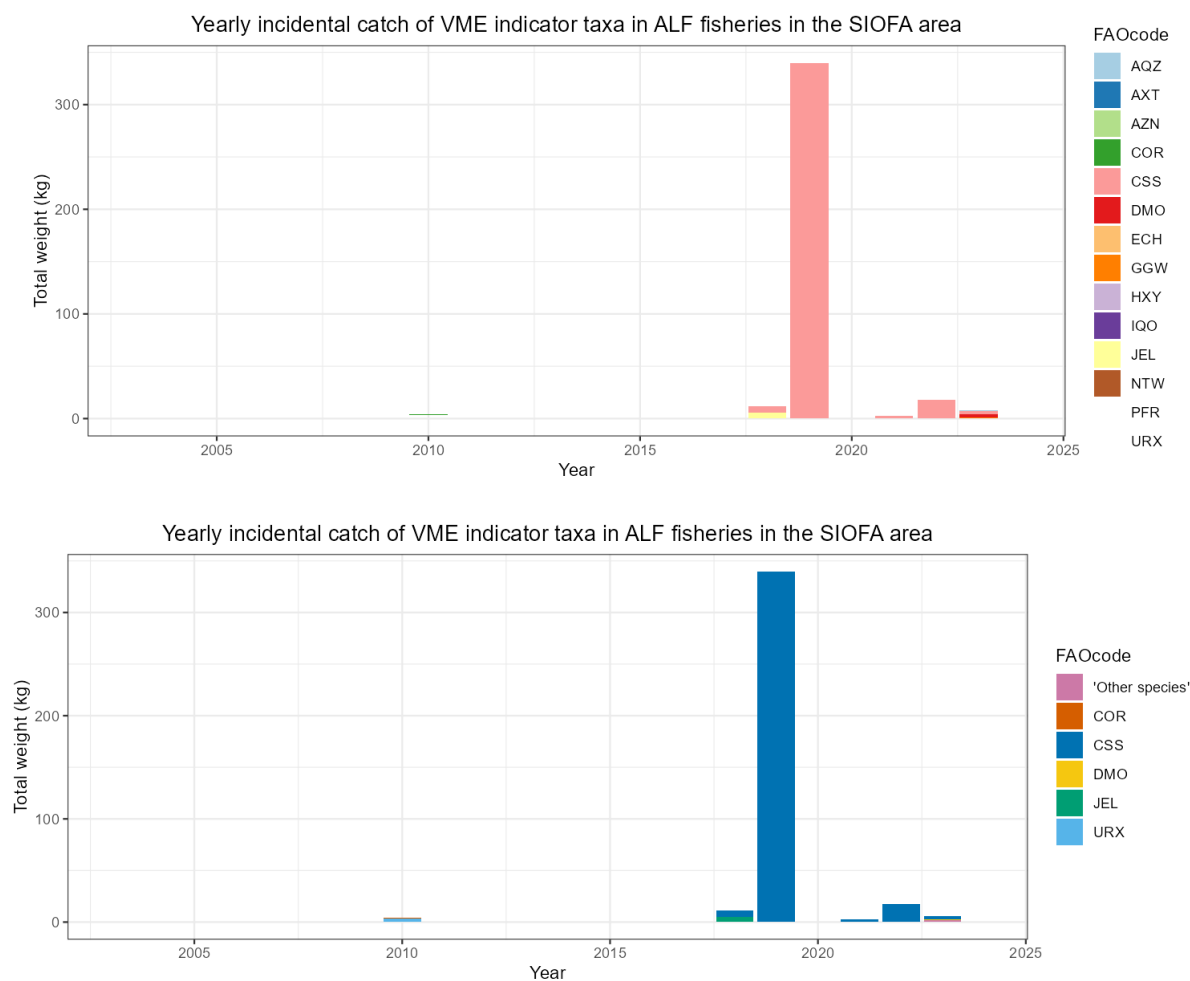 Yearly incidental catch of VME indicator taxa in ALF fisheries in the SIOFA area
Total weight (kg)
300
200
100
0
2005
2010
2015
2020
2025
Year
FAOcode
AQZ
AXT
AZN
COR
CSS
DMO
ECH
GGW
HXY
IQO
JEL
NTW
PFR
URX
Yearly incidental catch of VME indicator taxa in ALF fisheries in the SIOFA area
Total weight (kg)
300
200
100
0
2005
2010
2015
2020
2025
Year
FAOcode
'Other species'
COR
CSS
DMO
JEL
URX